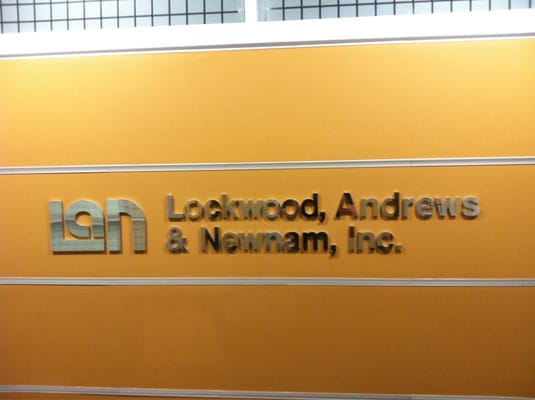 Lan
Lockwood, Andrews
& Newnam, Inc.